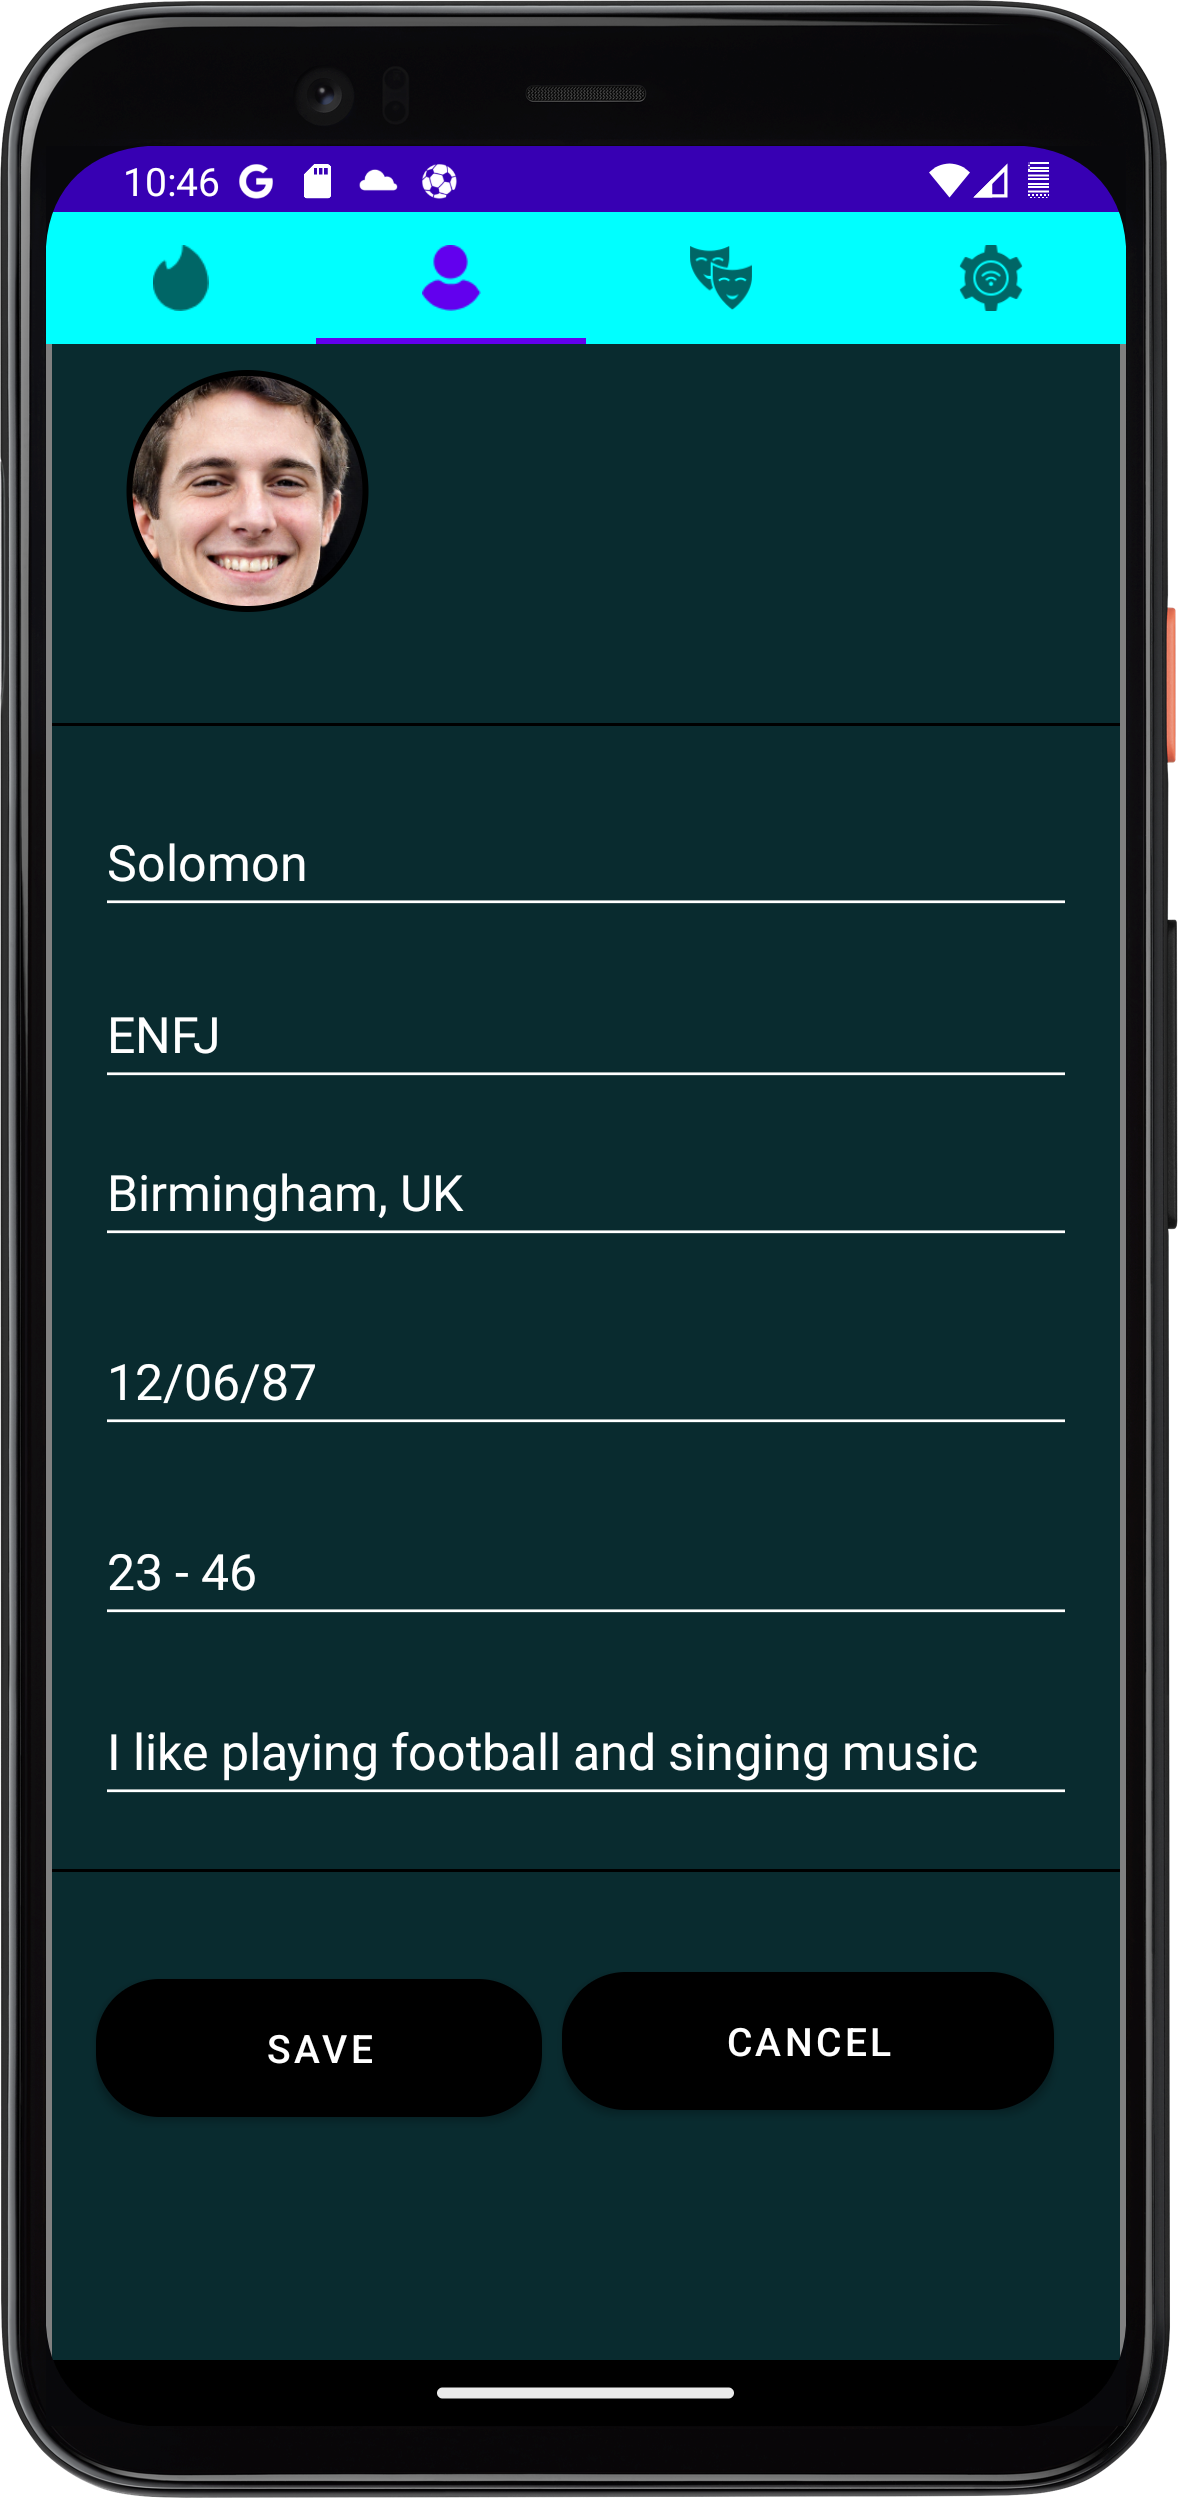 10:46
Solomon
ENFJ
Birmingham, UK
12/06/87
23 - 46
I like playing football and singing music
SAVE
CANCEL